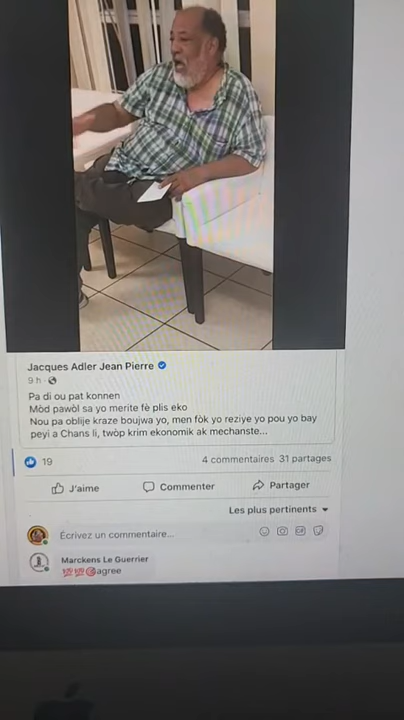 Jacques Adler Jean Pierre
9 h
Pa di ou pat konnen
Mòd pawòl sa yo merite fè plis eko
Nou pa oblije kraze boujwa yo, men fòk yo reziye yo pou yo bay
peyi a Chans li, twòp krim ekonomik ak mechanste...
19
4 commentaires 31 partages
J'aime
Commenter
Partager
Les plus pertinents
Écrivez un commentaire...
GIF
Marckens Le Guerrier
💯💯🎯agree